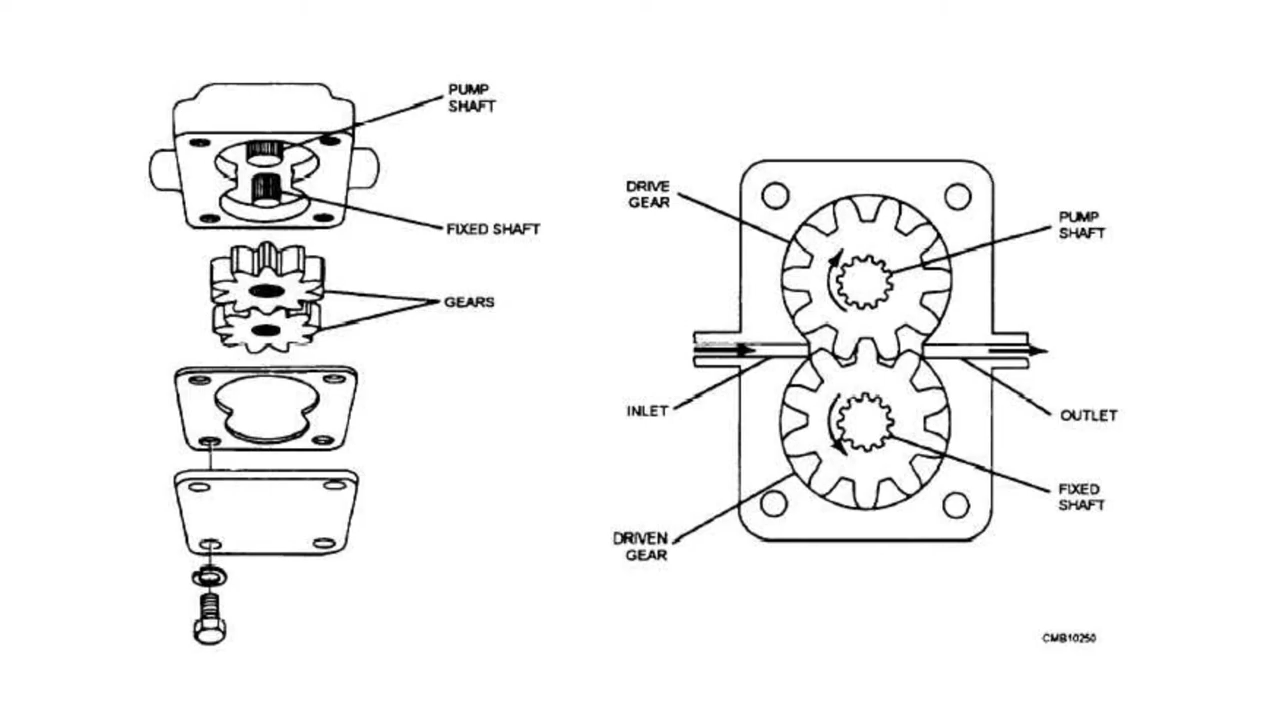 PUMP
SHAFT
FIXED SHAFT
GEARS
DRIVE
GEAR
PUMP
SHAFT
INLET
OUTLET
FIXED
SHAFT
DRIVEN
GEAR
CMB10250